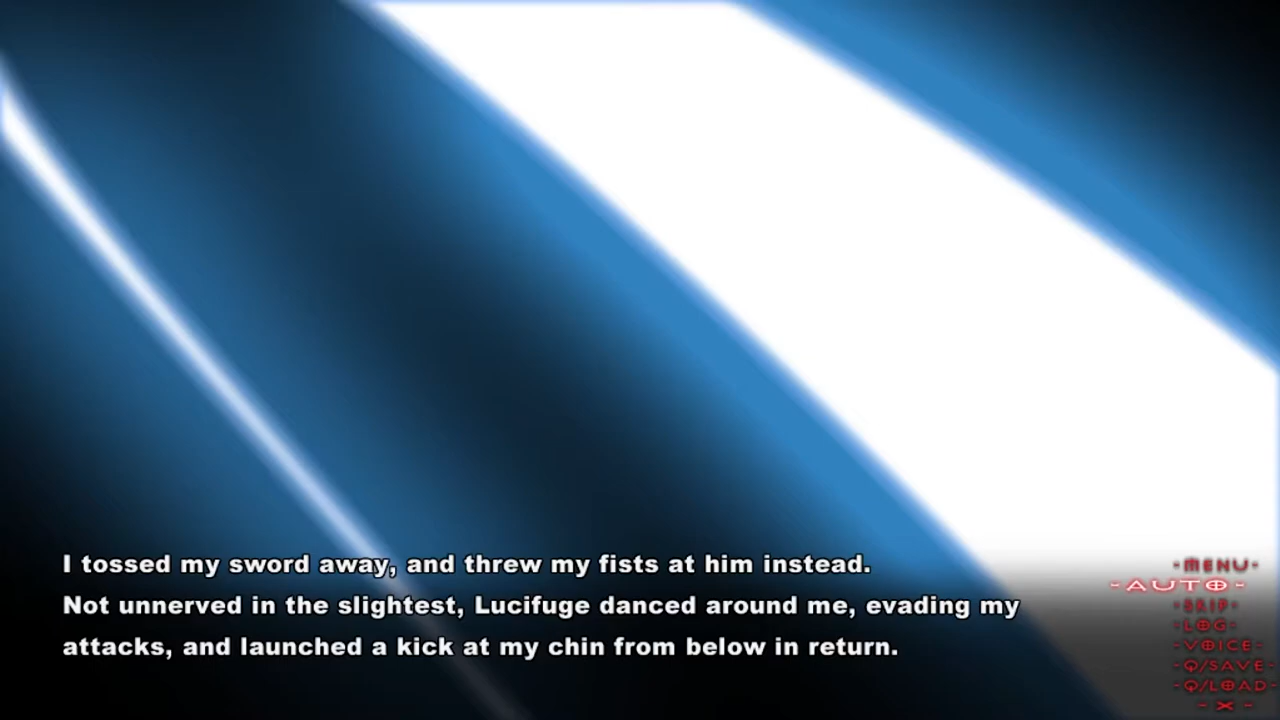 I tossed my sword away, and threw my fists at him instead.
Not unnerved in the slightest, Lucifuge danced around me, evading my
attacks, and launched a kick at my chin from below in return.
-MENU-
-AUTO-
-SKIP-
-LOG-
-VOICE-
-Q/SAVE-
-Q/LOAD-
-X-